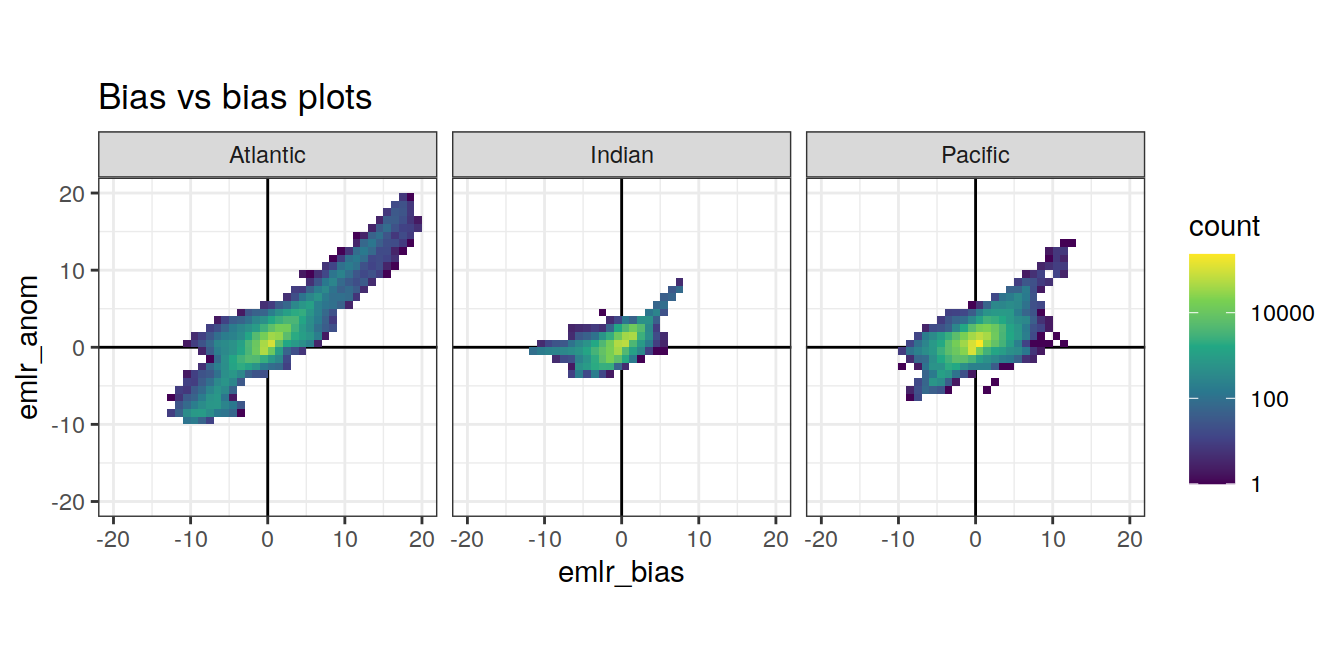 Bias vs bias plots
Atlantic
Indian
Pacific
20
10
0
-10
-20
emlr_anom
-20 -10 0 10 20
-20 -10 0 10 20
-20 -10 0 10 20
emlr_bias
count
10000
100
1